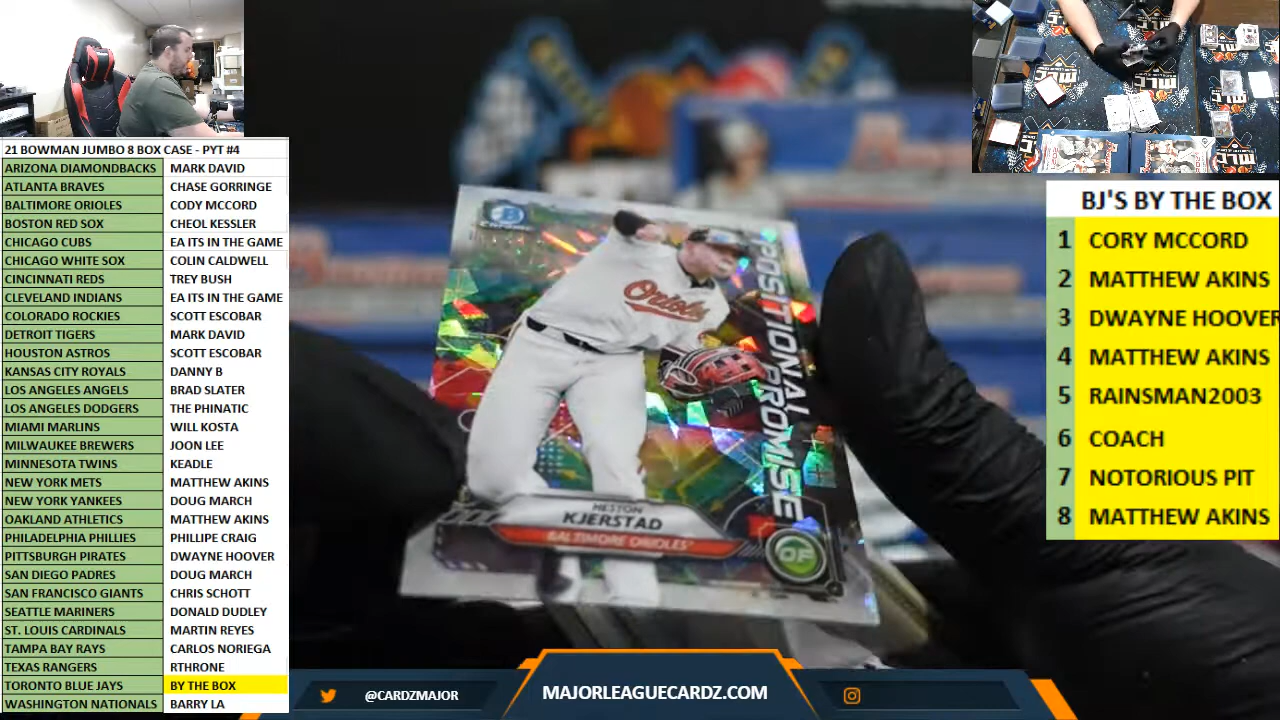 21 BOWMAN JUMBO 8 BOX CASE - PYT #4
ARIZONA DIAMONDBACKS MARK DAVID
ATLANTA BRAVES CHASE GORRINGE
BALTIMORE ORIOLES CODY MCCORD
BOSTON RED SOX CHEOL KESSLER
CHICAGO CUBS EA ITS IN THE GAME
CHICAGO WHITE SOX COLIN CALDWELL
CINCINNATI REDS TREY BUSH
CLEVELAND INDIANS EA ITS IN THE GAME
COLORADO ROCKIES SCOTT ESCOBAR
DETROIT TIGERS MARK DAVID
HOUSTON ASTROS SCOTT ESCOBAR
KANSAS CITY ROYALS DANNY B
LOS ANGELES ANGELS BRAD SLATER
LOS ANGELES DODGERS THE PHINATIC
MIAMI MARLINS WILL KOSTA
MILWAUKEE BREWERS JOON LEE
MINNESOTA TWINS KEADLE
NEW YORK METS MATTHEW AKINS
NEW YORK YANKEES DOUG MARCH
OAKLAND ATHLETICS MATTHEW AKINS
PHILADELPHIA PHILLIES PHILLIPE CRAIG
PITTSBURGH PIRATES DWAYNE HOOVER
SAN DIEGO PADRES DOUG MARCH
SAN FRANCISCO GIANTS CHRIS SCHOTT
SEATTLE MARINERS DONALD DUDLEY
ST. LOUIS CARDINALS MARTIN REYES
TAMPA BAY RAYS CARLOS NORIEGA
TEXAS RANGERS RTHRONE
TORONTO BLUE JAYS BY THE BOX
WASHINGTON NATIONALS BARRY LA
CHROME
Orioles
POSITIONAL PROMISE
HESTON
KJERSTAD
BALTIMORE ORIOLES
OF
BJ'S BY THE BOX
1 CORY MCCORD
2 MATTHEW AKINS
3 DWAYNE HOOVER
4 MATTHEW AKINS
5 RAINSMAN2003
6 COACH
7 NOTORIOUS PIT
8 MATTHEW AKINS
@CARDZMAJOR
MAJORLEAGUECARDZ.COM